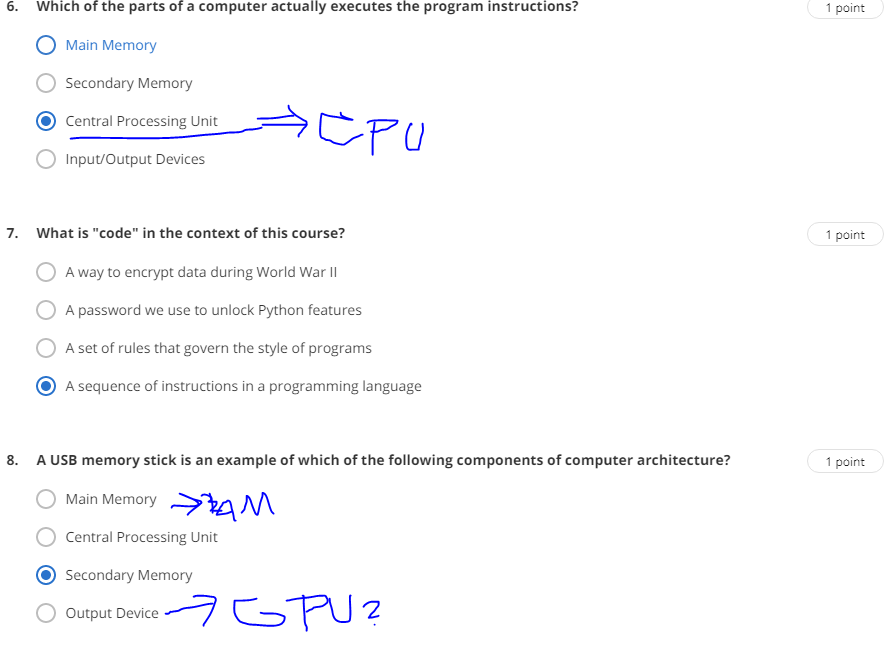 6. Which of the parts of a computer actually executes the program instructions? 1 point
Main Memory
Secondary Memory
Central Processing Unit → CPU
Input/Output Devices
7. What is "code" in the context of this course? 1 point
A way to encrypt data during World War II
A password we use to unlock Python features
A set of rules that govern the style of programs
A sequence of instructions in a programming language
8. A USB memory stick is an example of which of the following components of computer architecture? 1 point
Main Memory → RAM
Central Processing Unit
Secondary Memory
Output Device → GPU?